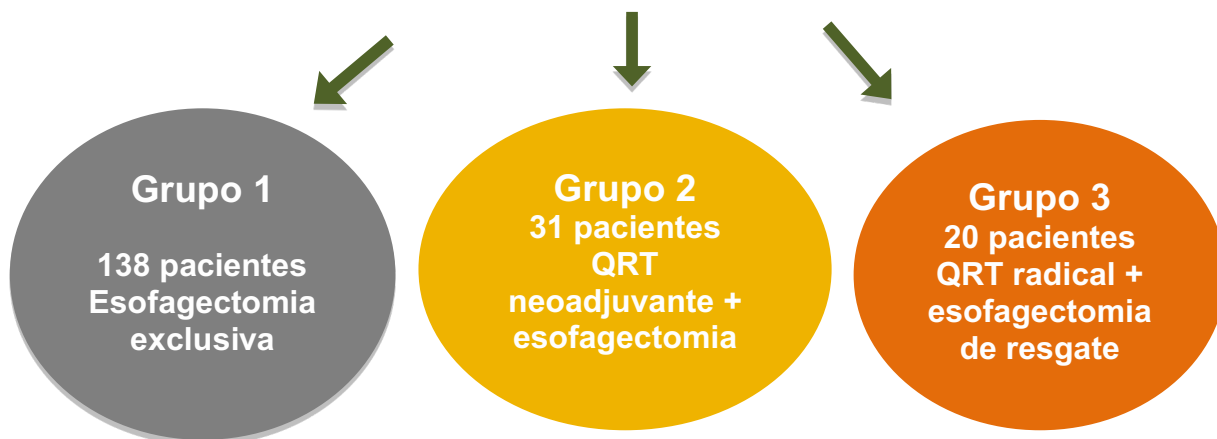 Grupo 1
138 pacientes
Esofagectomia
exclusiva
Grupo 2
31 pacientes
QRT
neoadjuvante +
esofagectomia
Grupo 3
20 pacientes
QRT radical +
esofagectomia
de resgate